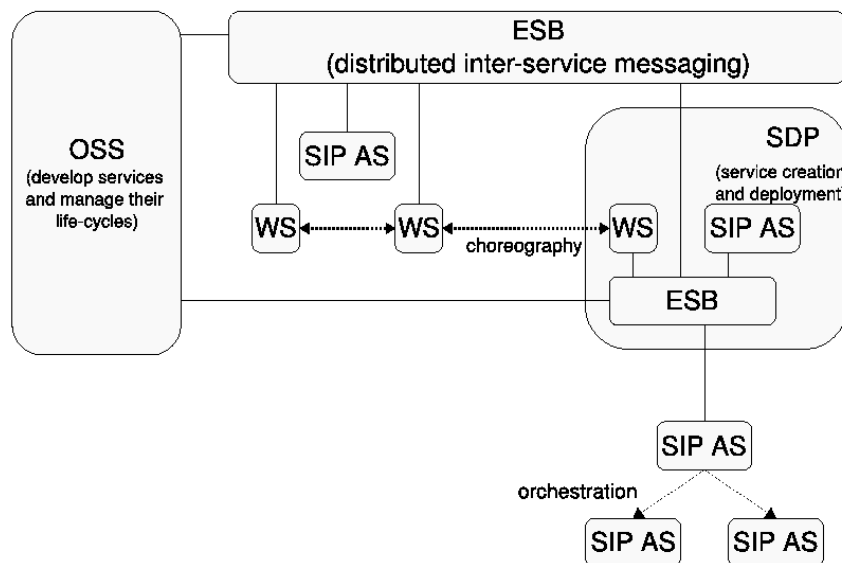 ESB
(distributed inter-service messaging)
OSS
(develop services
and manage their
life-cycles)
SIP AS
SDP
(service creation
and deployment)
WS
WS
WS
SIP AS
choreography
ESB
SIP AS
orchestration
SIP AS
SIP AS